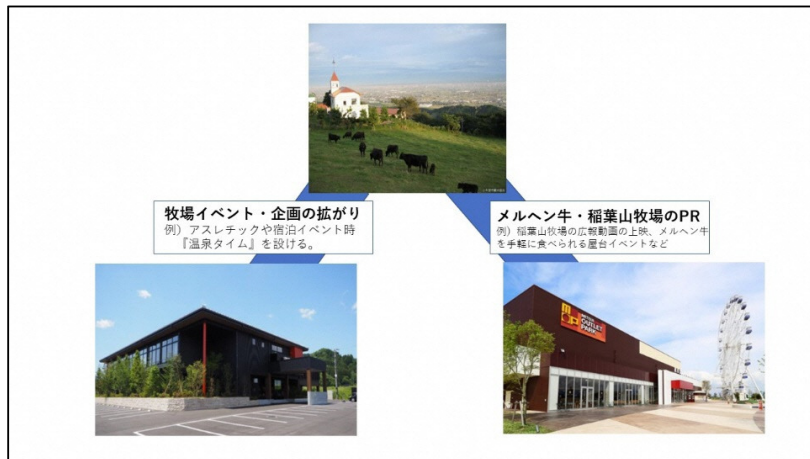 牧場イベント・企画の拡がり
例）アスレチックや宿泊イベント時
『温泉タイム』を設ける。
メルヘン牛・稲葉山牧場のPR
例）稲葉山牧場の広報動画の上映、メルヘン牛
を手軽に食べられる屋台イベントなど
OUTLET
PARK